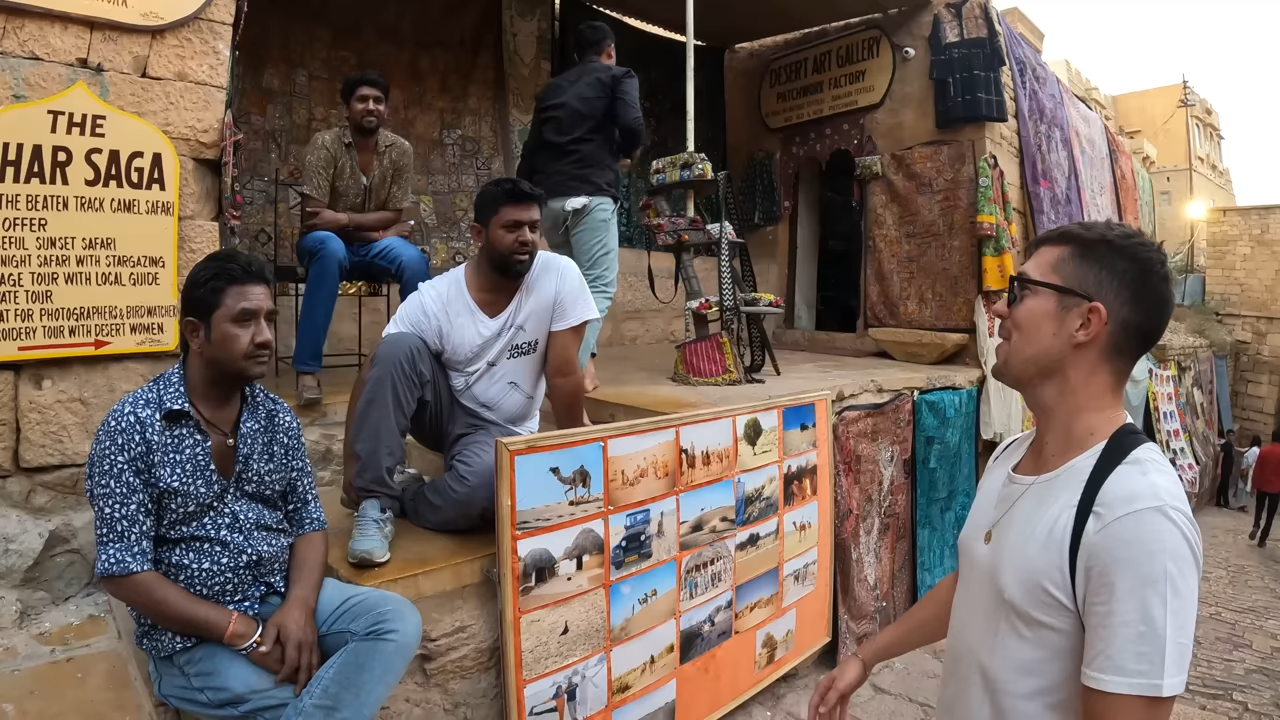 THE
HAR SAGA
THE BEATEN TRACK CAMEL SAFARI
OFFER
EFUL SUNSET SAFARI
NIGHT SAFARI WITH STARGAZING
AGE TOUR WITH LOCAL GUIDE
ATE TOUR
AT FOR PHOTOGRAPHERS & BIRDWATCHER
ROIDERY TOUR WITH DESERT WOMEN
DESERT ART GALLERY
PATCHWORK FACTORY
JACK&
JONES